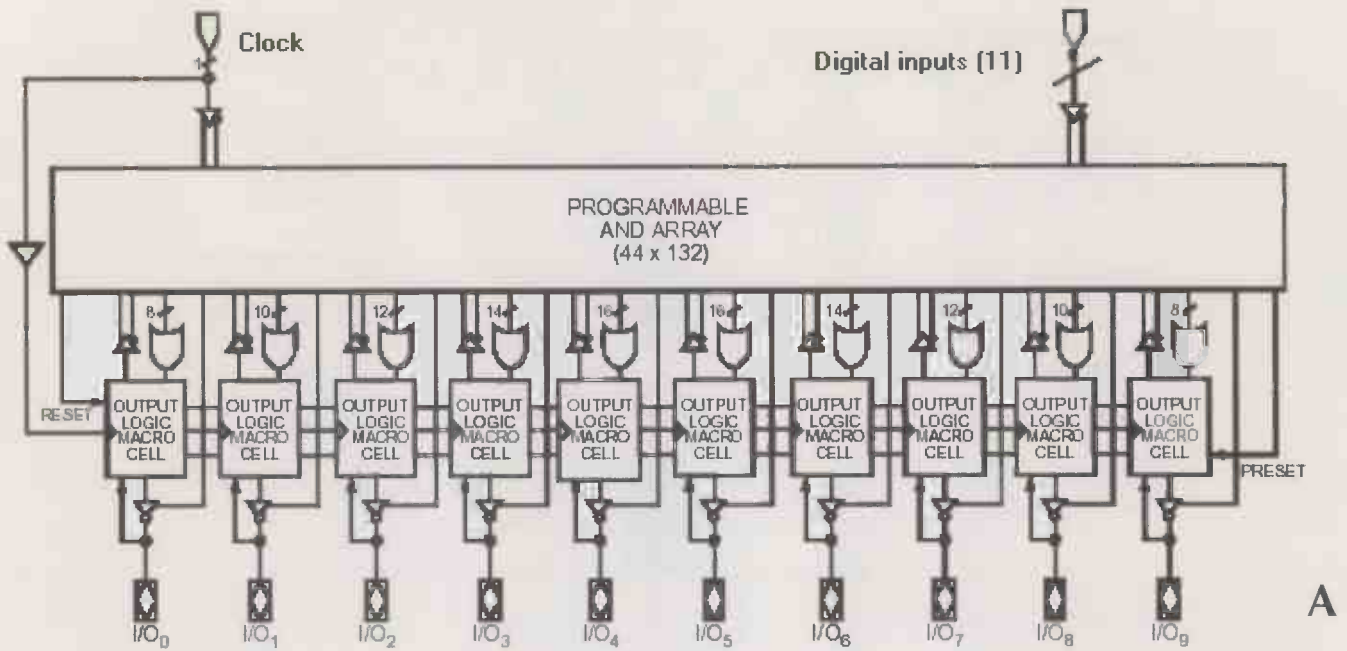 Clock
1
Digital inputs (11)
PROGRAMMABLE
AND ARRAY
(44 x 132)
8 10 12 14 16 16 14 12 10 8
RESET
OUTPUT LOGIC MACRO CELL
OUTPUT LOGIC MACRO CELL
OUTPUT LOGIC MACRO CELL
OUTPUT LOGIC MACRO CELL
OUTPUT LOGIC MACRO CELL
OUTPUT LOGIC MACRO CELL
OUTPUT LOGIC MACRO CELL
OUTPUT LOGIC MACRO CELL
OUTPUT LOGIC MACRO CELL
OUTPUT LOGIC MACRO CELL
PRESET
I/O0 I/O1 I/O2 I/O3 I/O4 I/O5 I/O6 I/O7 I/O8 I/O9
A